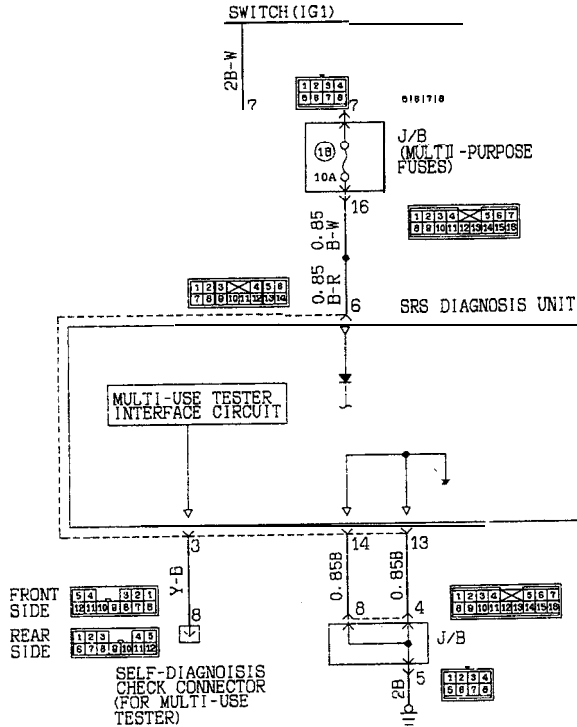 SWITCH(IG1)
2B-W
7
1 2 3 4
5 6 7 8
7
5 6 7 8
18
10A
J/B
(MULTI -PURPOSE
FUSES)
16
0.85
B-W
1 2 3 4 5 6 7
8 9 10 11 12 13 14 15 16
0.85
B-R
1 2 3 4 5 6
7 8 9 10 11 12 13 14
6
SRS DIAGNOSIS UNIT
MULTI-USE TESTER
INTERFACE CIRCUIT
3
14
13
Y-B
0.85B
0.85B
FRONT
SIDE
5 4 3 2 1
12 11 10 9 8 7 6
8
8
4
1 2 3 4 5 6 7
8 9 10 11 12 13 14 15 16
REAR
SIDE
1 2 3 4 5
6 7 8 9 10 11 12
J/B
SELF-DIAGNOISIS
CHECK CONNECTOR
(FOR MULTI-USE
TESTER)
2B
5
1 2 3 4
5 6 7 8